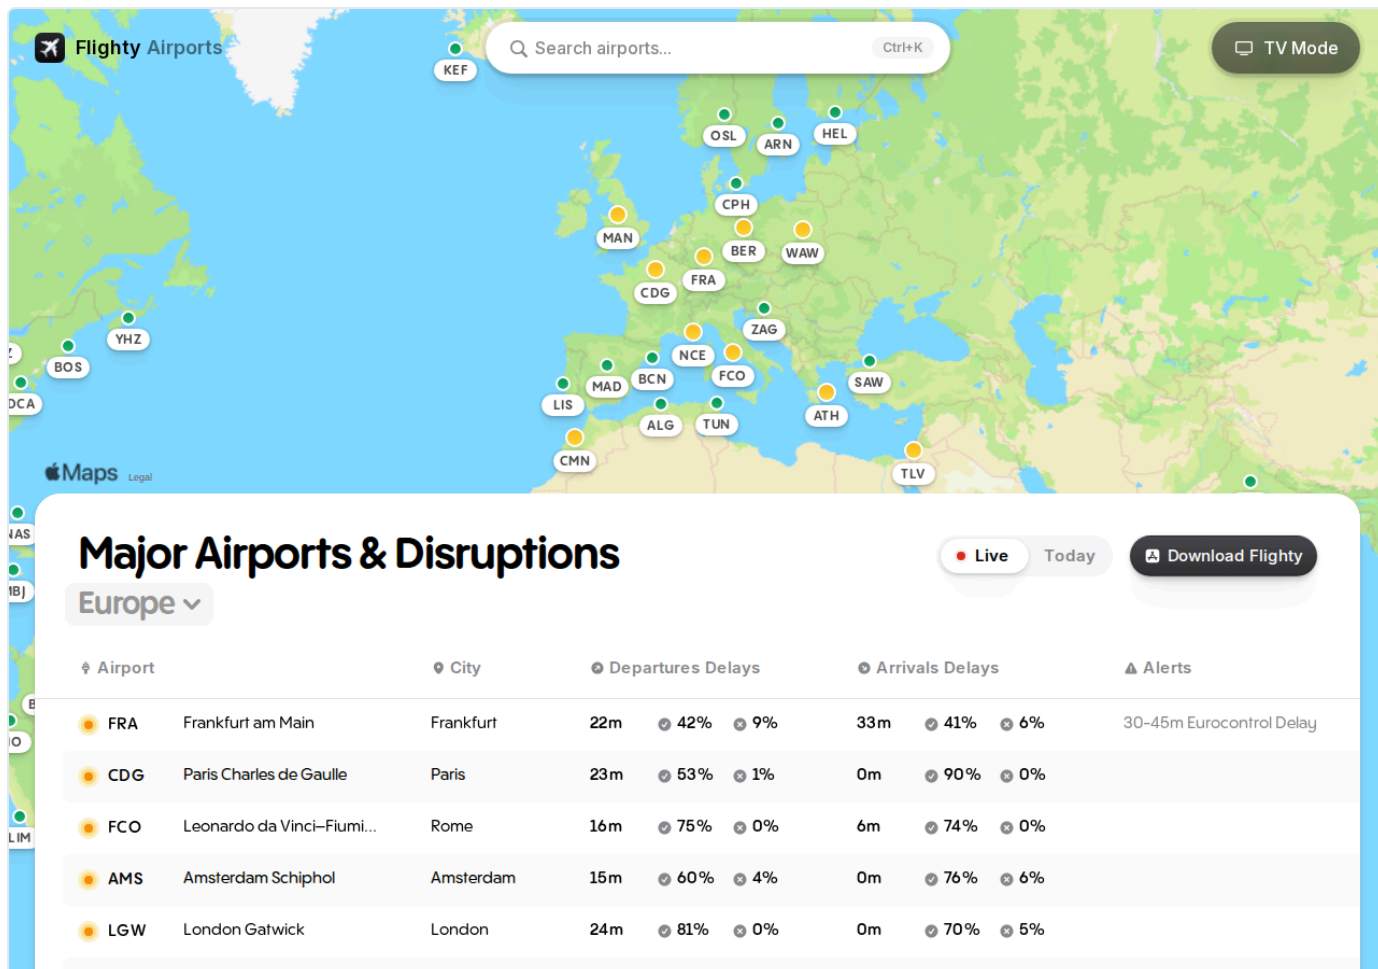 Flighty Airports
Search airports...
Ctrl+K
TV Mode
KEF
OSL
ARN
HEL
CPH
MAN
BER
WAW
CDG
FRA
ZAG
YHZ
BOS
Z
NCE
FCO
MAD
BCN
SAW
DCA
LIS
ALG
TUN
ATH
CMN
TLV
Maps
Legal
NAS
MBJ
LIM
Major Airports & Disruptions
Europe
Live
Today
Download Flighty
Airport City Departures Delays Arrivals Delays Alerts
FRA Frankfurt am Main Frankfurt 22m 42% 9% 33m 41% 6% 30-45m Eurocontrol Delay
CDG Paris Charles de Gaulle Paris 23m 53% 1% 0m 90% 0%
FCO Leonardo da Vinci–Fiumi... Rome 16m 75% 0% 6m 74% 0%
AMS Amsterdam Schiphol Amsterdam 15m 60% 4% 0m 76% 6%
LGW London Gatwick London 24m 81% 0% 0m 70% 5%